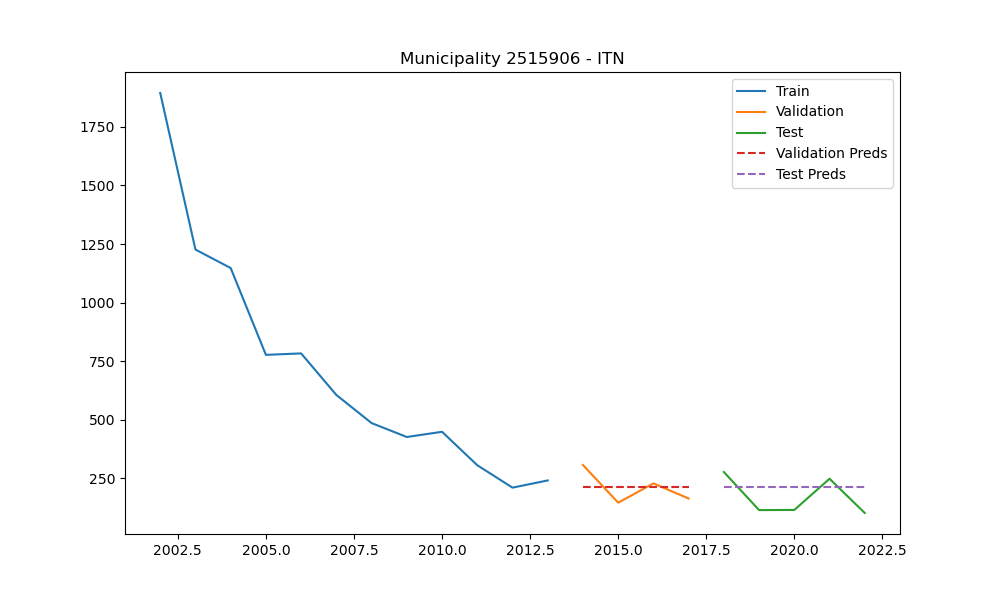 Municipality 2515906 - ITN
Train
Validation
Test
Validation Preds
Test Preds
1750
1500
1250
1000
750
500
250
2002.5 2005.0 2007.5 2010.0 2012.5 2015.0 2017.5 2020.0 2022.5